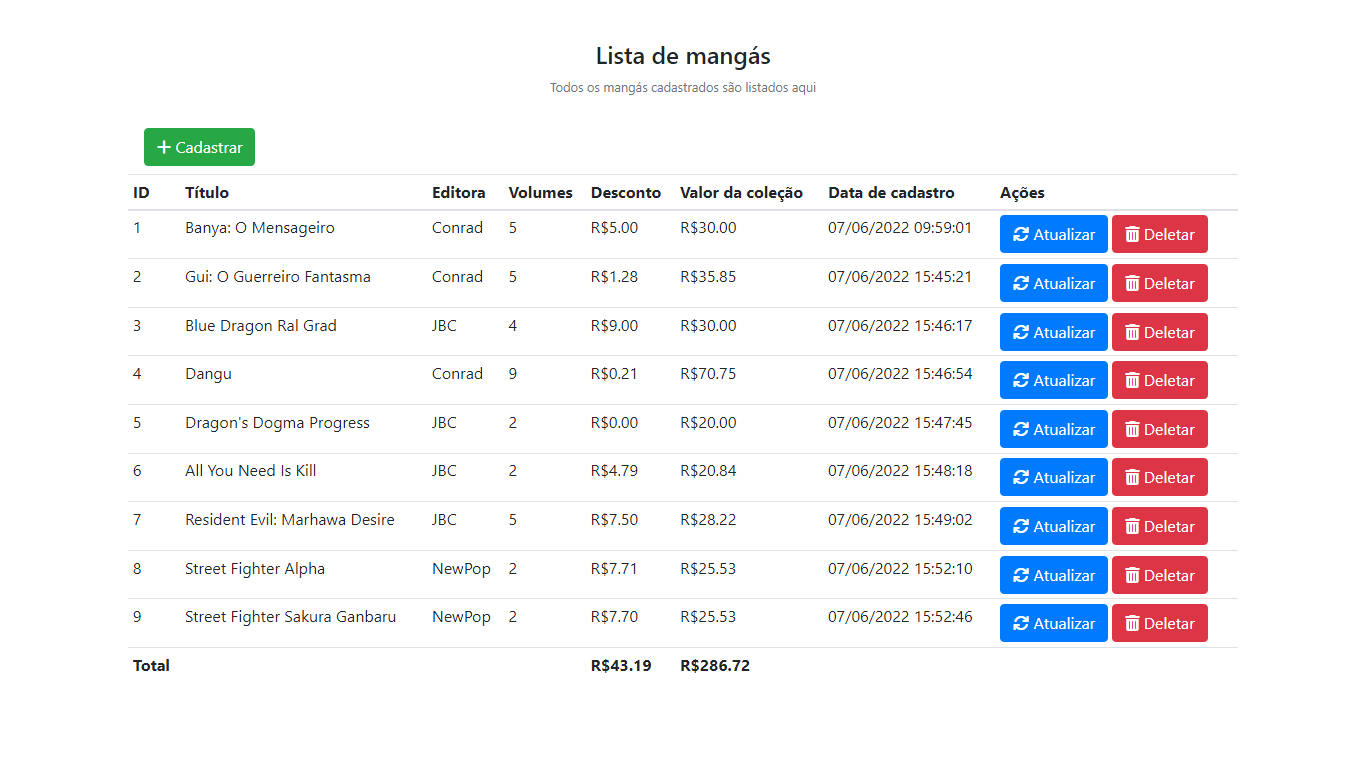 Lista de mangás
Todos os mangás cadastrados são listados aqui
Cadastrar
ID Título Editora Volumes Desconto Valor da coleção Data de cadastro Ações
1 Banya: O Mensageiro Conrad 5 R$5.00 R$30.00 07/06/2022 09:59:01 Atualizar Deletar
2 Gui: O Guerreiro Fantasma Conrad 5 R$1.28 R$35.85 07/06/2022 15:45:21 Atualizar Deletar
3 Blue Dragon Ral Grad JBC 4 R$9.00 R$30.00 07/06/2022 15:46:17 Atualizar Deletar
4 Dangu Conrad 9 R$0.21 R$70.75 07/06/2022 15:46:54 Atualizar Deletar
5 Dragon's Dogma Progress JBC 2 R$0.00 R$20.00 07/06/2022 15:47:45 Atualizar Deletar
6 All You Need Is Kill JBC 2 R$4.79 R$20.84 07/06/2022 15:48:18 Atualizar Deletar
7 Resident Evil: Marhawa Desire JBC 5 R$7.50 R$28.22 07/06/2022 15:49:02 Atualizar Deletar
8 Street Fighter Alpha NewPop 2 R$7.71 R$25.53 07/06/2022 15:52:10 Atualizar Deletar
9 Street Fighter Sakura Ganbaru NewPop 2 R$7.70 R$25.53 07/06/2022 15:52:46 Atualizar Deletar
Total R$43.19 R$286.72